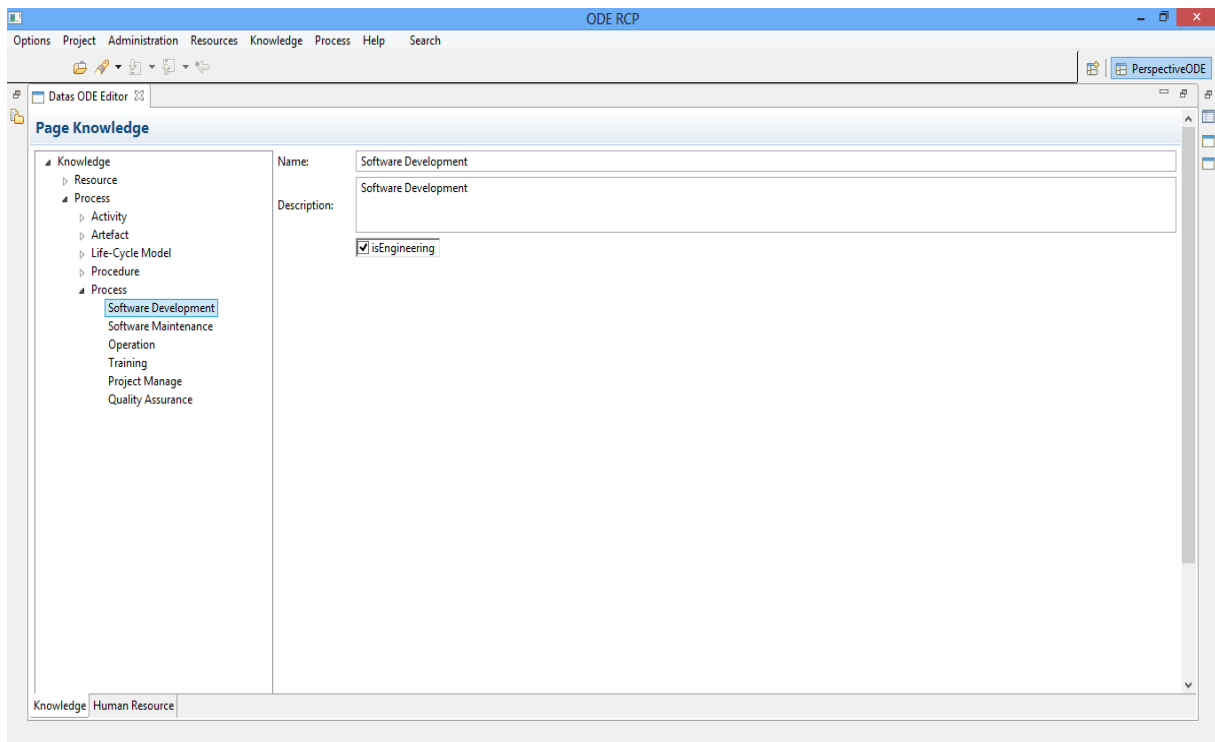 ODE RCP
Options Project Administration Resources Knowledge Process Help Search
PerspectiveODE
Datas ODE Editor
Page Knowledge
Knowledge
Resource
Process
Activity
Artefact
Life-Cycle Model
Procedure
Process
Software Development
Software Maintenance
Operation
Training
Project Manage
Quality Assurance
Name: Software Development
Description: Software Development
isEngineering
Knowledge Human Resource